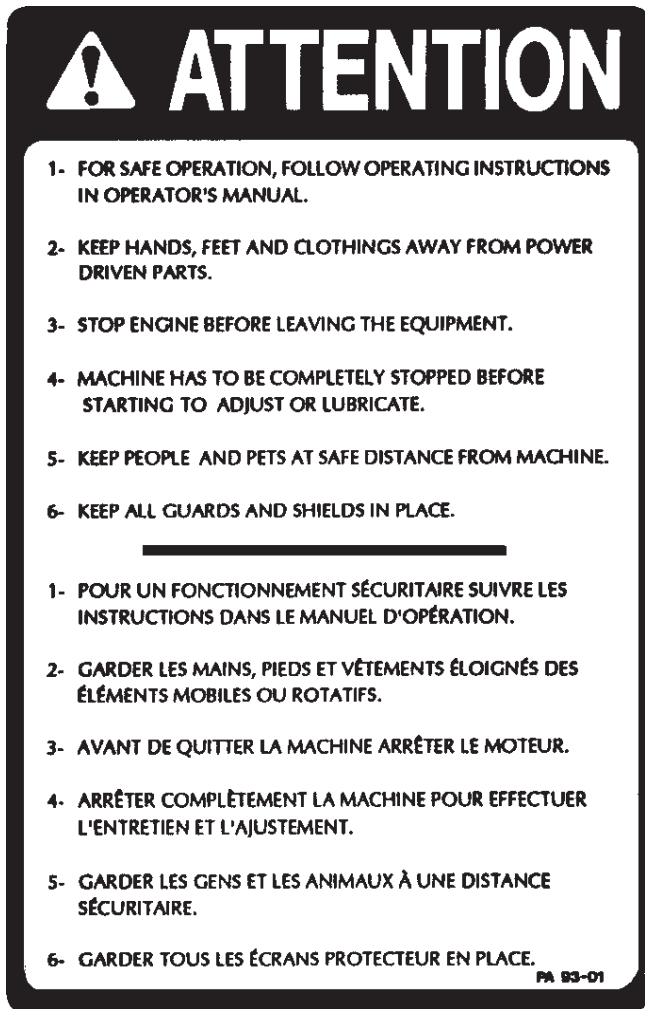 ATTENTION
1- FOR SAFE OPERATION, FOLLOW OPERATING INSTRUCTIONS
IN OPERATOR'S MANUAL.
2- KEEP HANDS, FEET AND CLOTHINGS AWAY FROM POWER
DRIVEN PARTS.
3- STOP ENGINE BEFORE LEAVING THE EQUIPMENT.
4- MACHINE HAS TO BE COMPLETELY STOPPED BEFORE
STARTING TO ADJUST OR LUBRICATE.
5- KEEP PEOPLE AND PETS AT SAFE DISTANCE FROM MACHINE.
6- KEEP ALL GUARDS AND SHIELDS IN PLACE.
1- POUR UN FONCTIONNEMENT SÉCURITAIRE SUIVRE LES
INSTRUCTIONS DANS LE MANUEL D'OPÉRATION.
2- GARDER LES MAINS, PIEDS ET VÊTEMENTS ÉLOIGNÉS DES
ÉLÉMENTS MOBILES OU ROTATIFS.
3- AVANT DE QUITTER LA MACHINE ARRÊTER LE MOTEUR.
4- ARRÊTER COMPLÈTEMENT LA MACHINE POUR EFFECTUER
L'ENTRETIEN ET L'AJUSTEMENT.
5- GARDER LES GENS ET LES ANIMAUX À UNE DISTANCE
SÉCURITAIRE.
6- GARDER TOUS LES ÉCRANS PROTECTEUR EN PLACE.
PA 93-01